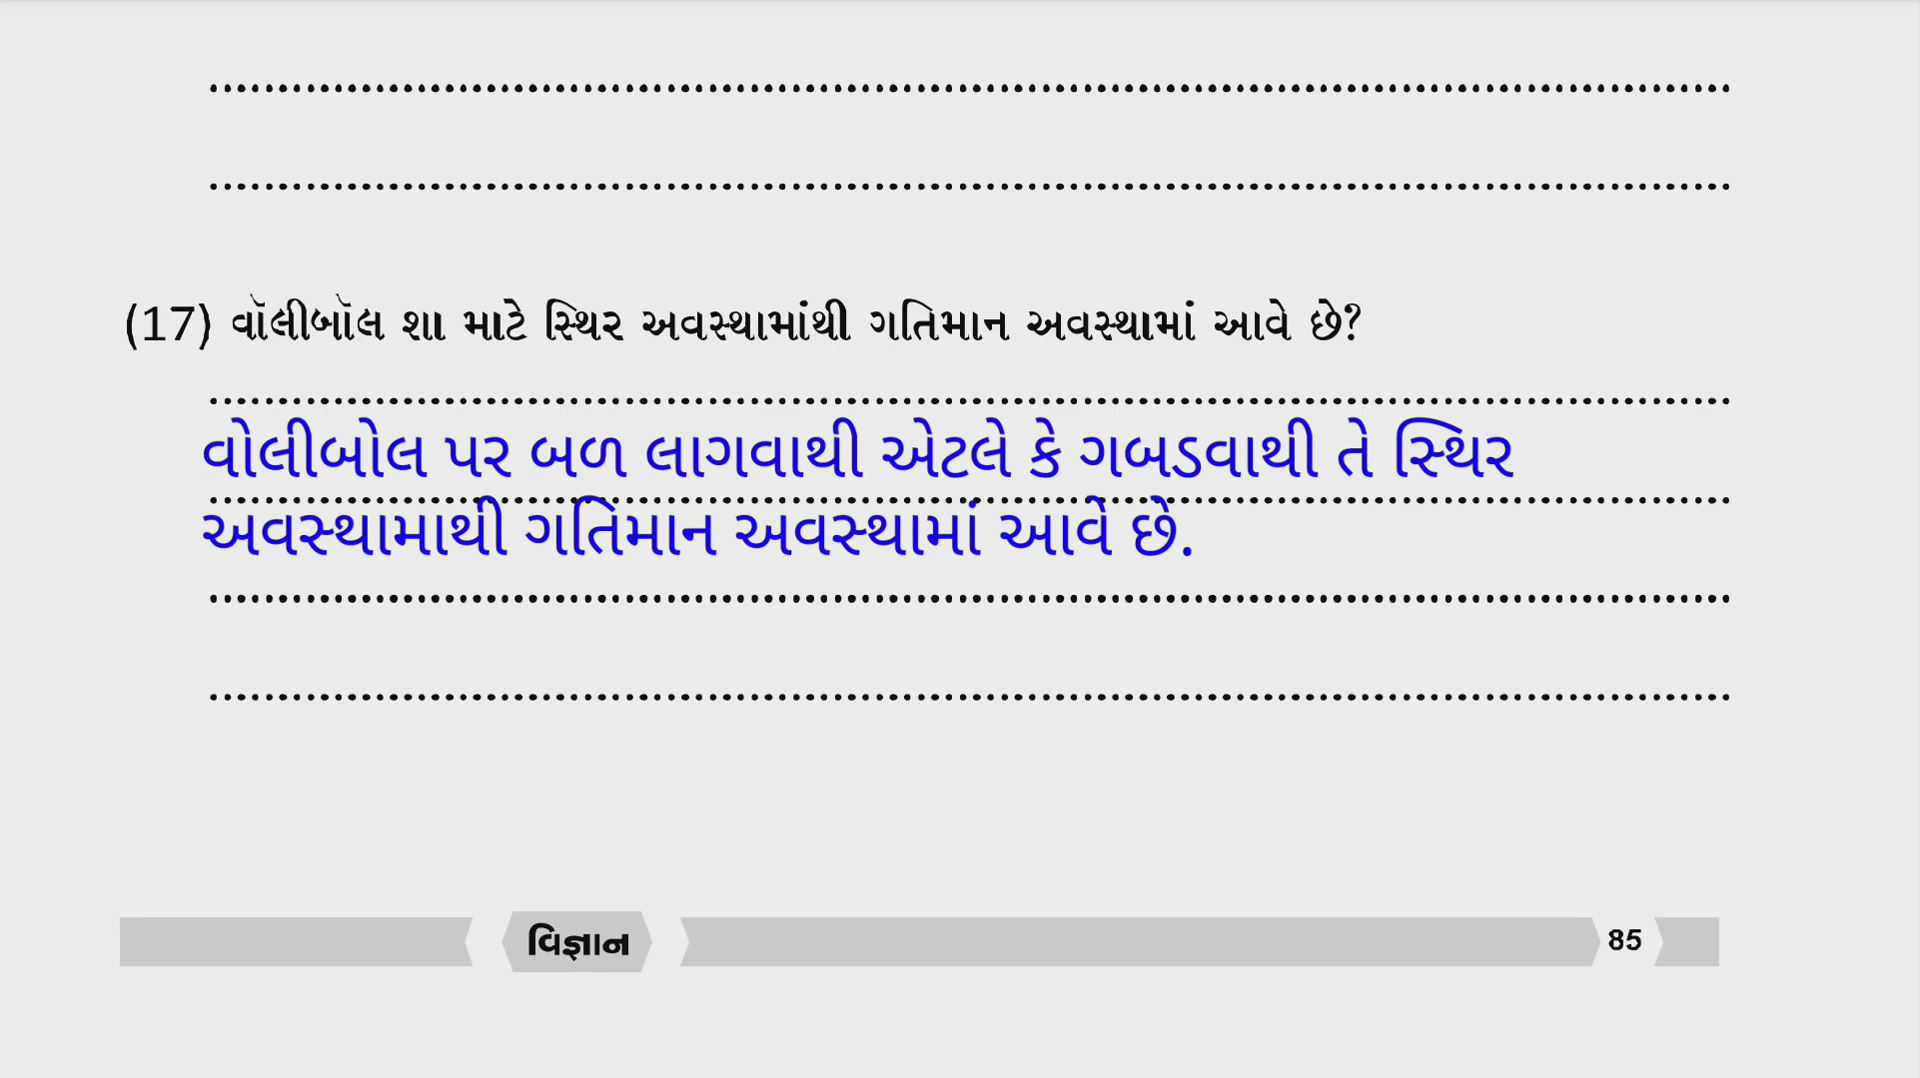 (17) વૉલીબૉલ શા માટે સ્થિર અવસ્થામાંથી ગતિમાન અવસ્થામાં આવે છે?
વોલીબોલ પર બળ લાગવાથી એટલે કે ગબડવાથી તે સ્થિર
અવસ્થામાથી ગતિમાન અવસ્થામાં આવે છે.
વિજ્ઞાન
85